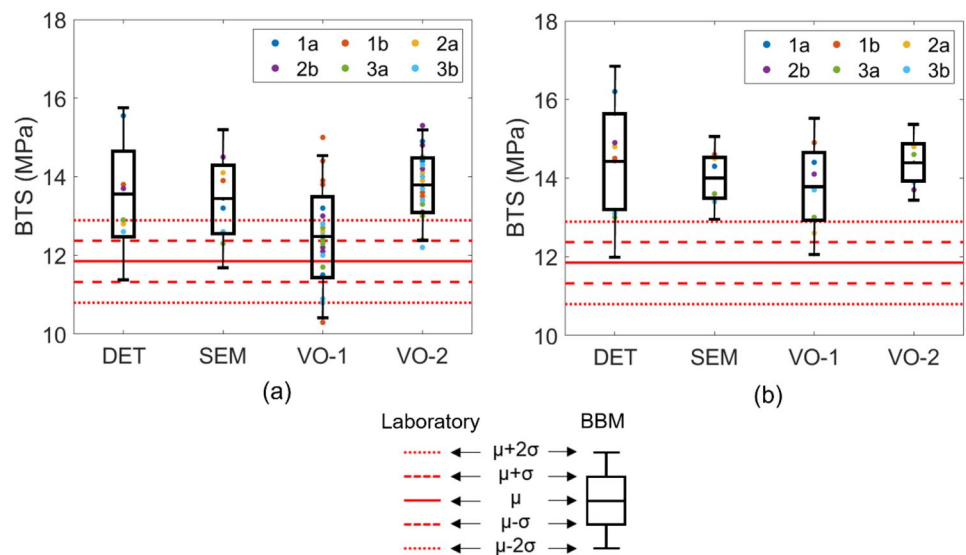 18
16
14
12
10
BTS (MPa)
1a 1b 2a
2b 3a 3b
DET SEM VO-1 VO-2
(a)
18
16
14
12
10
BTS (MPa)
1a 1b 2a
2b 3a 3b
DET SEM VO-1 VO-2
(b)
Laboratory BBM
μ+2σ
μ+σ
μ
μ-σ
μ-2σ